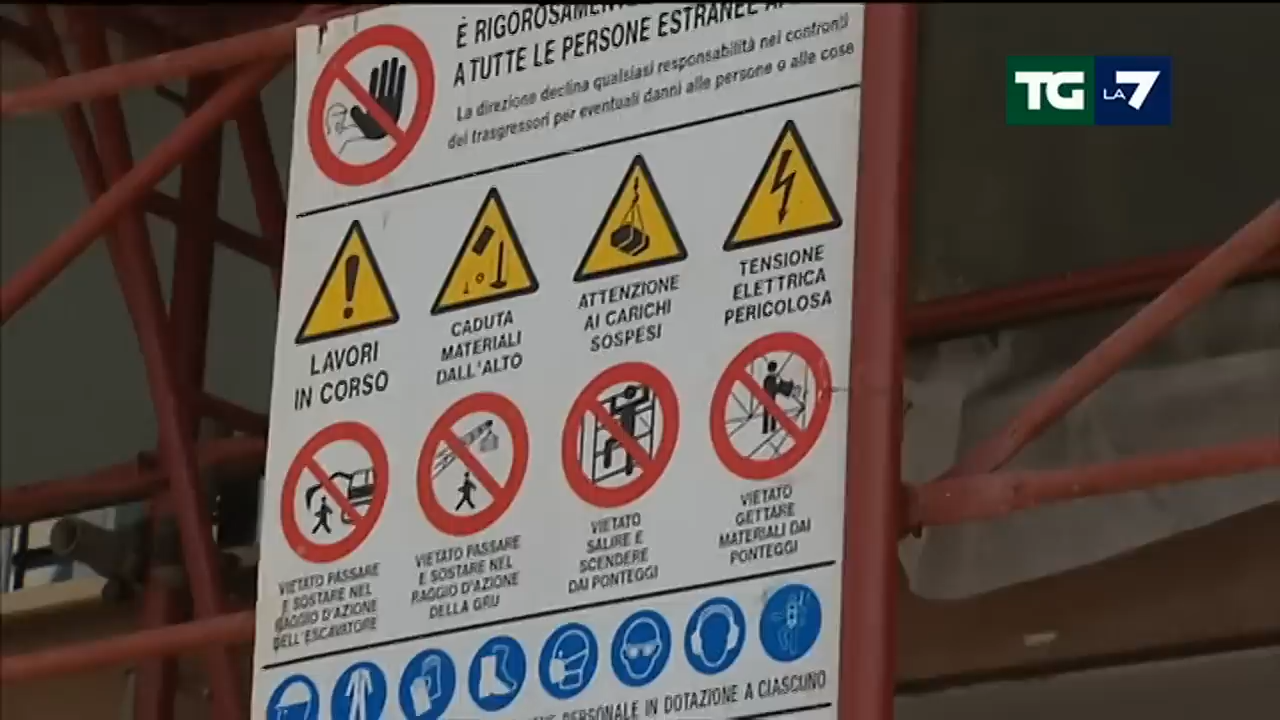 È RIGOROSAMENTE
A TUTTE LE PERSONE ESTRANEE
La direzione declina qualsiasi responsabilità nei confronti
dei trasgressori per eventuali danni alle persone o alle cose
TG LA 7
LAVORI
IN CORSO
CADUTA
MATERIALI
DALL'ALTO
ATTENZIONE
AI CARICHI
SOSPESI
TENSIONE
ELETTRICA
PERICOLOSA
VIETATO PASSARE
E SOSTARE NEL
RAGGIO D'AZIONE
DELL'ESCAVATORE
VIETATO PASSARE
E SOSTARE NEL
RAGGIO D'AZIONE
DELLA GRU
VIETATO
SALIRE E
SCENDERE
DAI PONTEGGI
VIETATO
GETTARE
MATERIALI DAI
PONTEGGI
PERSONALE IN DOTAZIONE A CIASCUNO